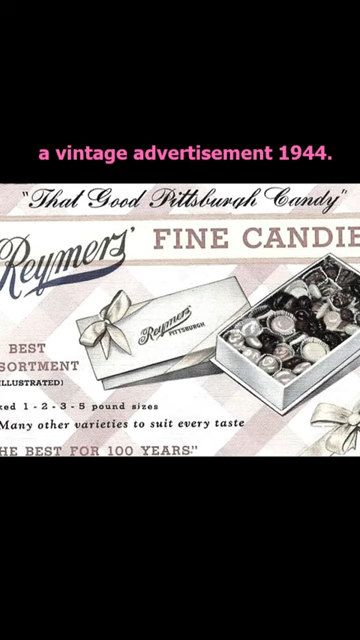 a vintage advertisement 1944.
"That Good Pittsburgh Candy"
Reymers' FINE CANDIE
BEST
SORTMENT
ILLUSTRATED)
ked 1 - 2 - 3 - 5 pound sizes
Many other varieties to suit every taste
HE BEST FOR 100 YEARS."
Reymers'
PITTSBURGH